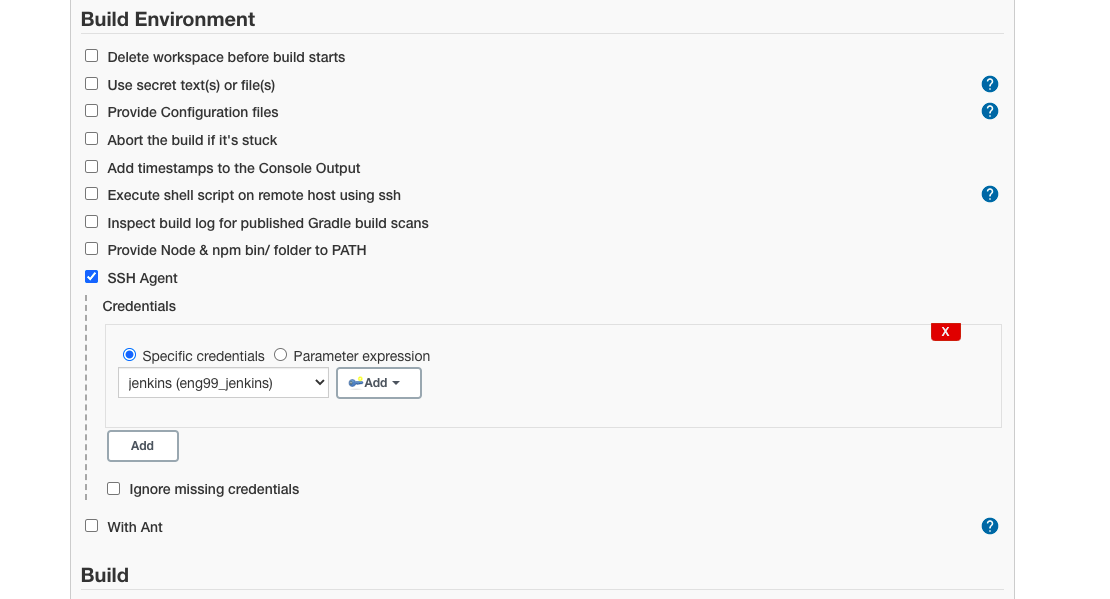 Build Environment
Delete workspace before build starts
Use secret text(s) or file(s) ?
Provide Configuration files ?
Abort the build if it's stuck
Add timestamps to the Console Output
Execute shell script on remote host using ssh ?
Inspect build log for published Gradle build scans
Provide Node & npm bin/ folder to PATH
SSH Agent
Credentials
X
Specific credentials Parameter expression
jenkins (eng99_jenkins) Add
Add
Ignore missing credentials
With Ant ?
Build